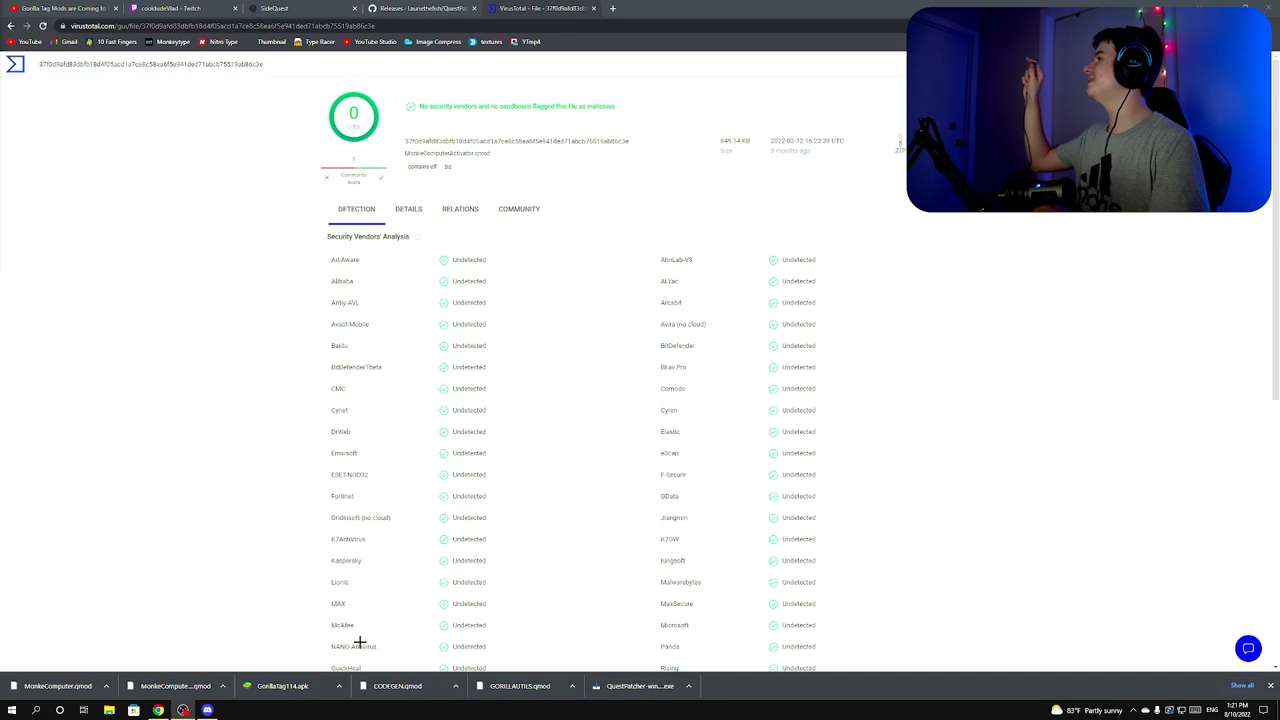 Gorilla Tag Mod Games are Coming to
cookdudeVlad - Twitch
SideQuest
Releases · Lauriethefish/QuestPat
VirusTotal - File - 37f0d9afd83db
virustotal.com/gui/file/37f0d9afd83dbfb18d4f05acd1a7ce8c58ea6f5e941ded71abcb75519ab86c3e
YouTube
Gmail
10 Fast Fingers
Monkeytype
Nitro Type
Thumbnail
Type Racer
YouTube Studio
Image Compress
textures
YTmp4
37f0d9afd83dbfb18d4f05acd1a7ce8c58ea6f5e941ded71abcb75519ab86c3e
0
No security vendors and no sandboxes flagged this file as malicious
37f0d9afd83dbfb18d4f05acd1a7ce8c58ea6f5e941ded71abcb75519ab86c3e
MonkeComputerActivator.qmod
contains-elf zip
849.14 KB
Size
2022-02-12 16:23:39 UTC
5 months ago
ZIP
?
Community
Score
DETECTION
DETAILS
RELATIONS
COMMUNITY
Security Vendors' Analysis
Ad-Aware Undetected AhnLab-V3 Undetected
Alibaba Undetected ALYac Undetected
Antiy-AVL Undetected Arcabit Undetected
Avast-Mobile Undetected Avira (no cloud) Undetected
Baidu Undetected BitDefender Undetected
BitDefenderTheta Undetected Bkav Pro Undetected
CMC Undetected Comodo Undetected
Cynet Undetected Cyren Undetected
DrWeb Undetected Elastic Undetected
Emsisoft Undetected eScan Undetected
ESET-NOD32 Undetected F-Secure Undetected
Fortinet Undetected GData Undetected
Gridinsoft (no cloud) Undetected Jiangmin Undetected
K7AntiVirus Undetected K7GW Undetected
Kaspersky Undetected Kingsoft Undetected
Lionic Undetected Malwarebytes Undetected
MAX Undetected MaxSecure Undetected
McAfee Undetected Microsoft Undetected
NANO-Antivirus Undetected Panda Undetected
QuickHeal Undetected Rising Undetected
MonkeComputer.qmod
MonkeCompute....qmod
GorillaTag114.apk
CODEGEN.qmod
GORILLAUTILS.qmod
QuestPatcher-win....exe
Show all
83°F Partly sunny
ENG
1:21 PM
8/10/2022